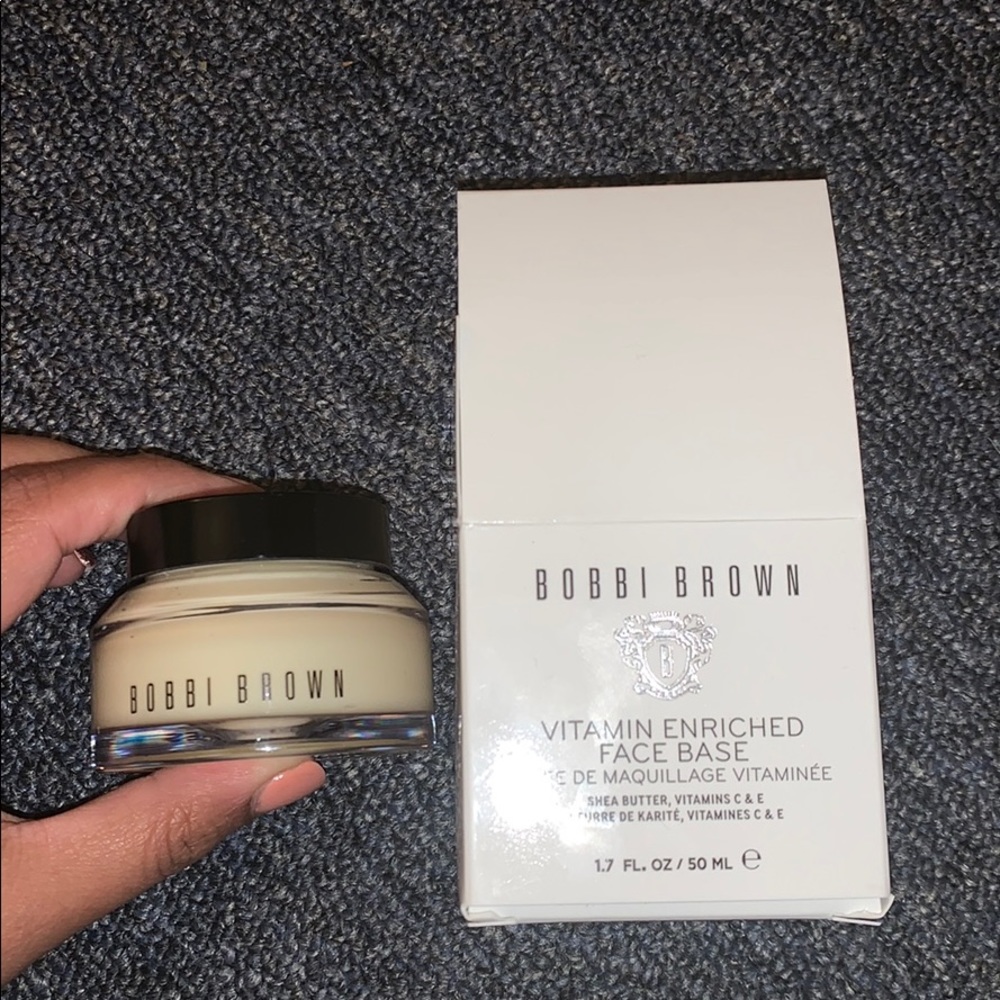 BOBBI BROWN
BOBBI BROWN
B
VITAMIN ENRICHED
FACE BASE
DE MAQUILLAGE VITAMINÉE
SHEA BUTTER, VITAMINS C & E
DE KARITÉ, VITAMINES C & E
1.7 FL. OZ / 50 ML ℮